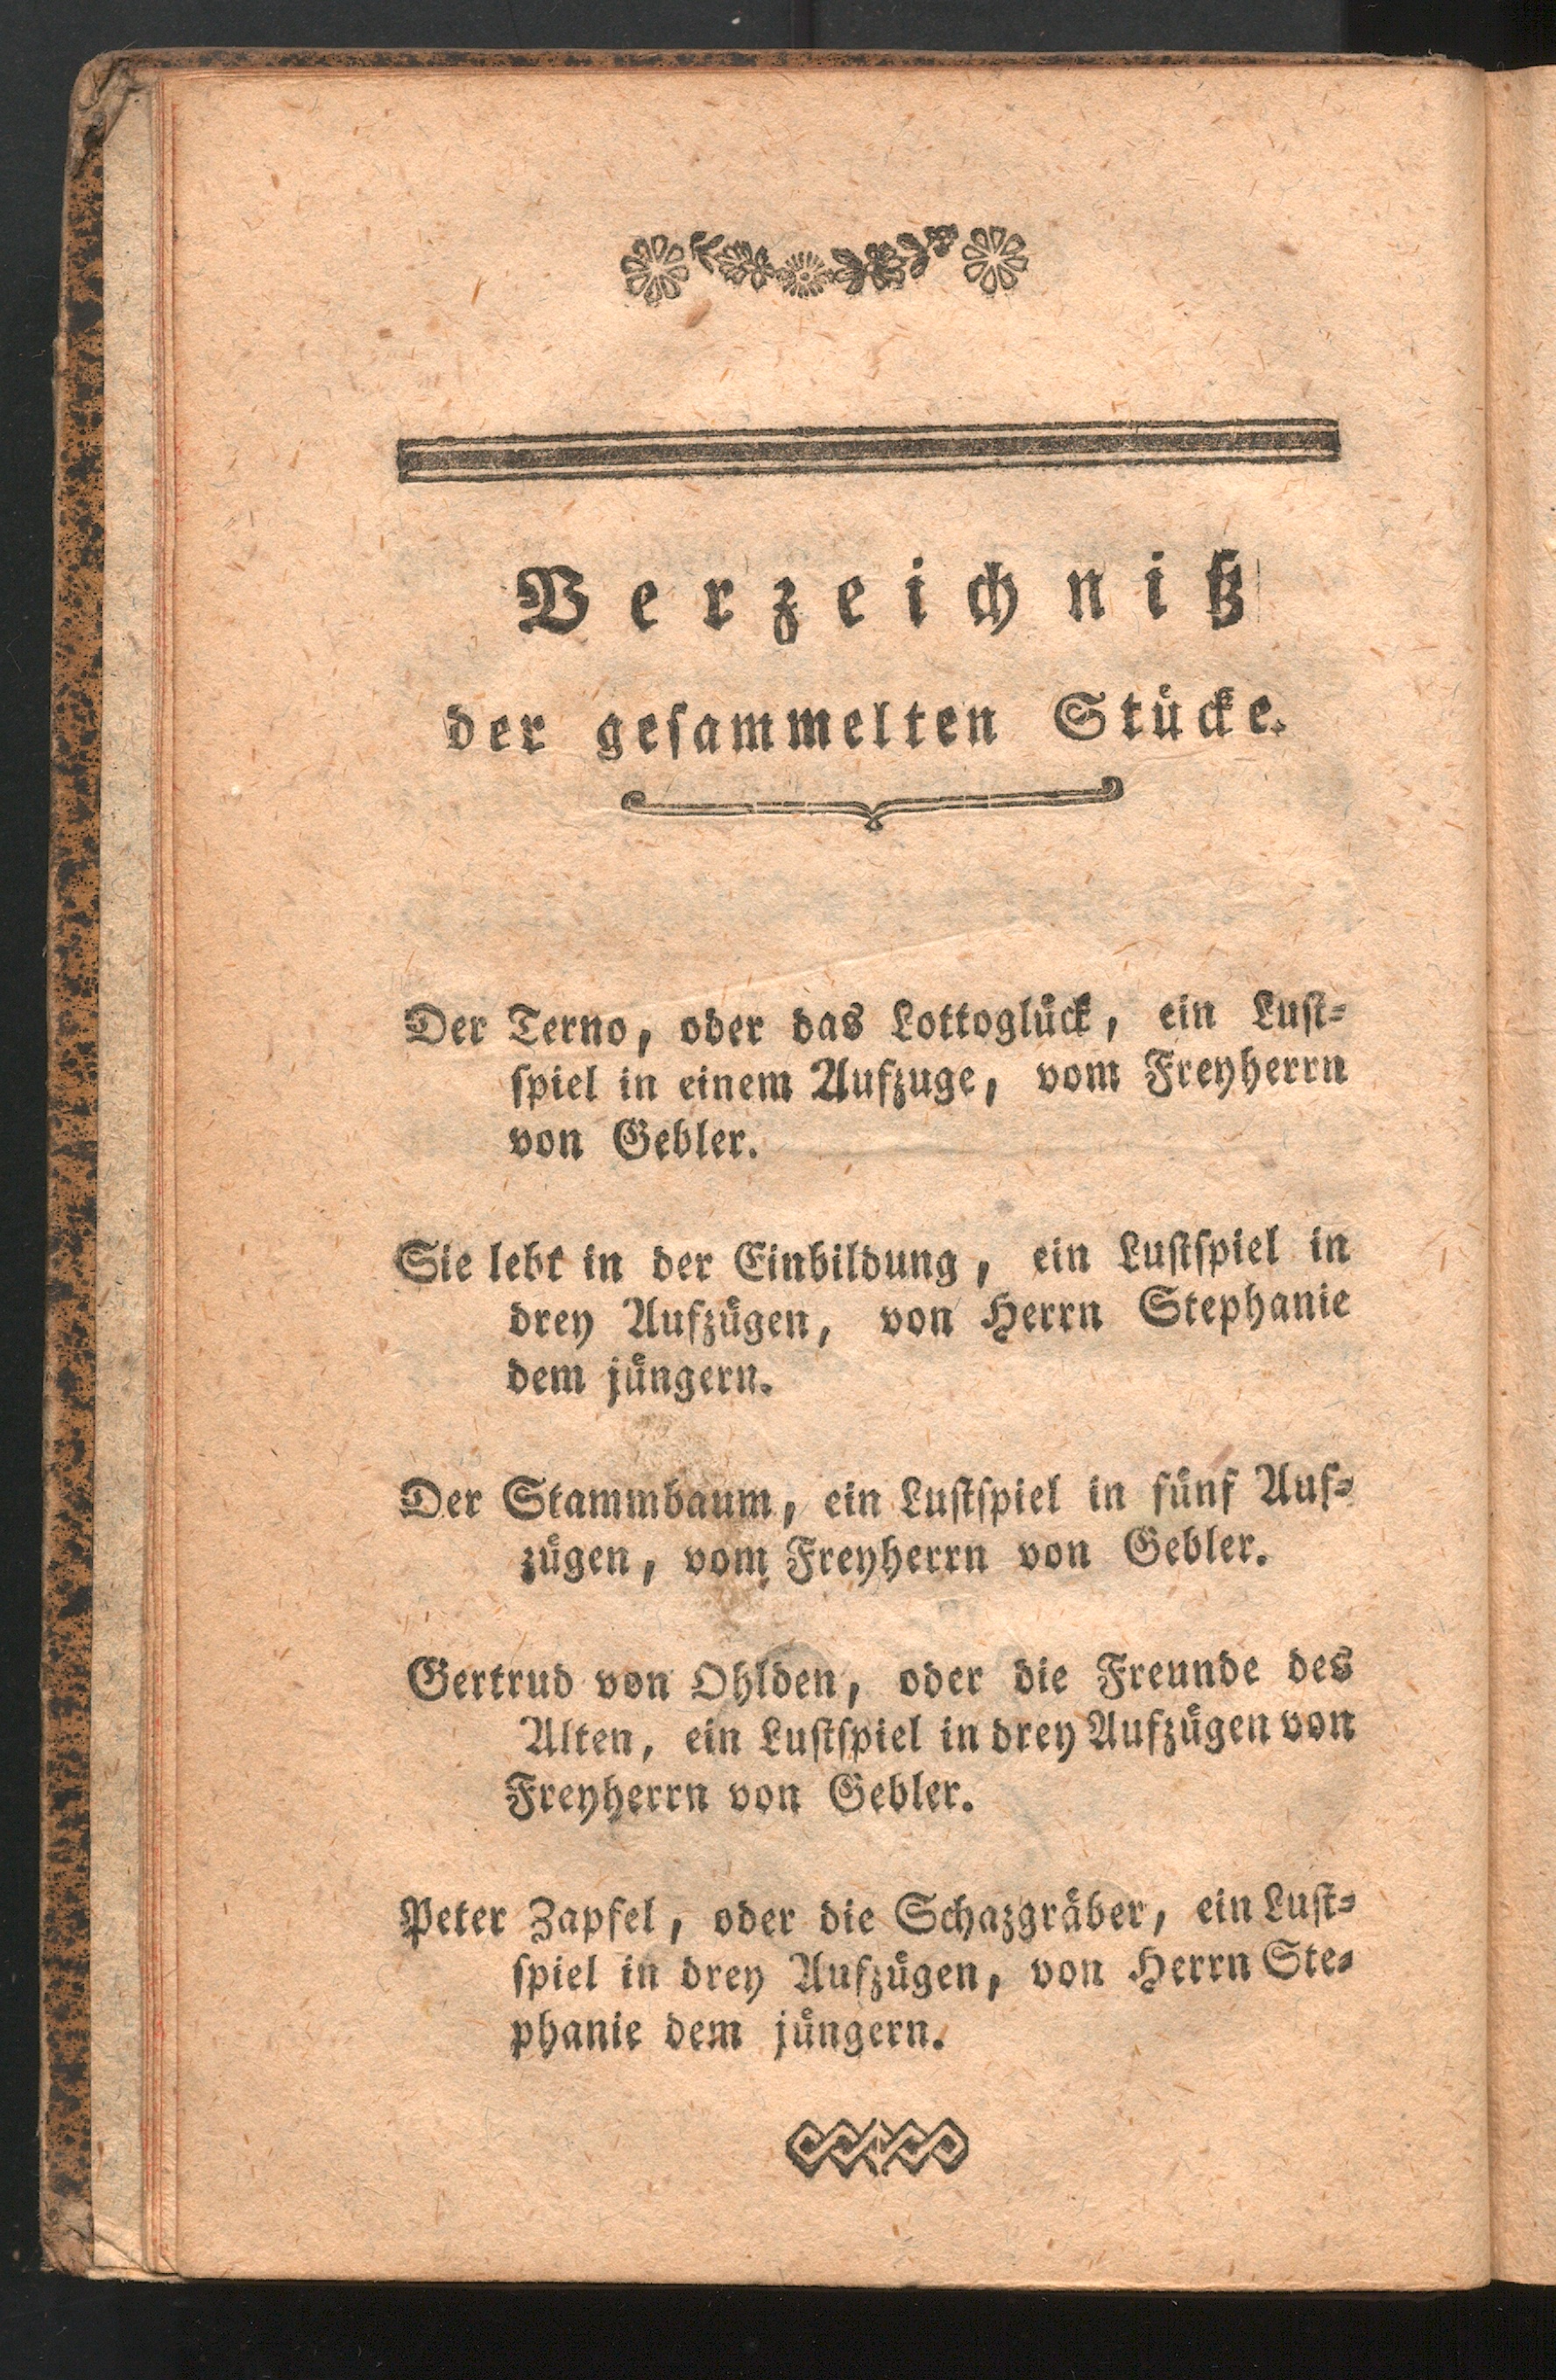 Verzeichniß
der gesammelten Stücke.
Der Terno, oder das Lottoglück, ein Lust-
spiel in einem Aufzuge, vom Freyherrn
von Gebler.
Sie lebt in der Einbildung, ein Lustspiel in
drey Aufzügen, von Herrn Stephanie
dem jüngern.
Der Stammbaum, ein Lustspiel in fünf Auf-
zügen, vom Freyherrn von Gebler.
Gertrud von Ohlden, oder die Freunde des
Alten, ein Lustspiel in drey Aufzügen von
Freyherrn von Gebler.
Peter Zapfel, oder die Schazgräber, ein Lust-
spiel in drey Aufzügen, von Herrn Ste-
phanie dem jüngern.